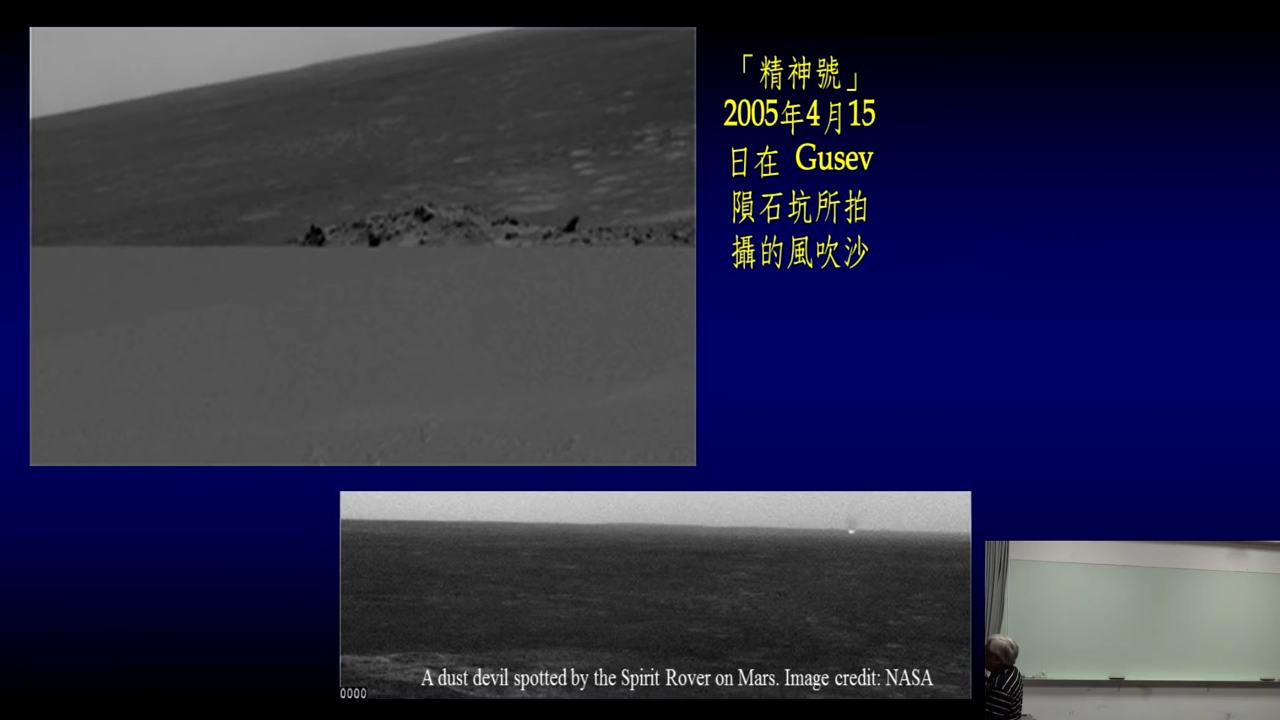 「精神號」
2005年4月15
日在 Gusev
隕石坑所拍
攝的風吹沙
A dust devil spotted by the Spirit Rover on Mars. Image credit: NASA
0000